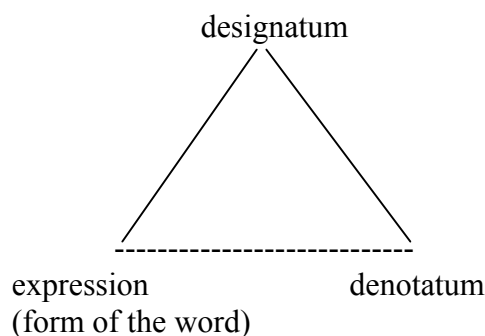 designatum
expression denotatum
(form of the word)